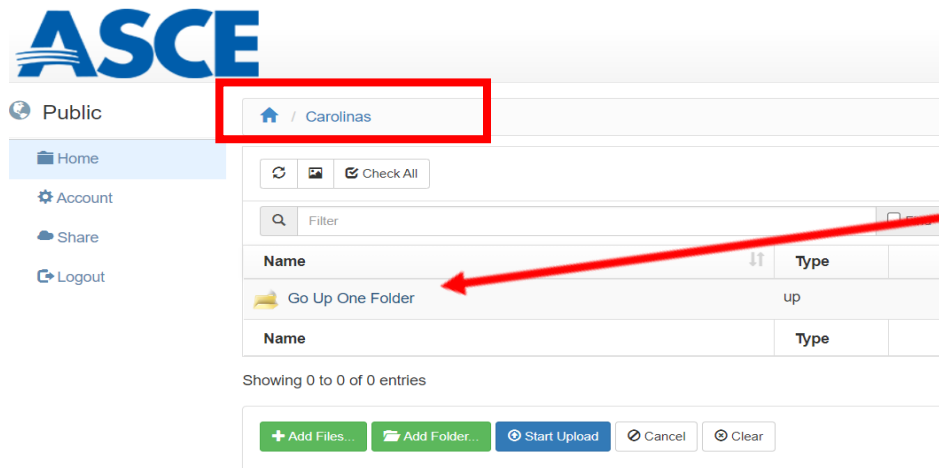 ASCE
Public
/ Carolinas
Home
Check All
Account
Filter
Share
Name Type
Logout
Go Up One Folder up
Name Type
Showing 0 to 0 of 0 entries
Add Files... Add Folder... Start Upload Cancel Clear